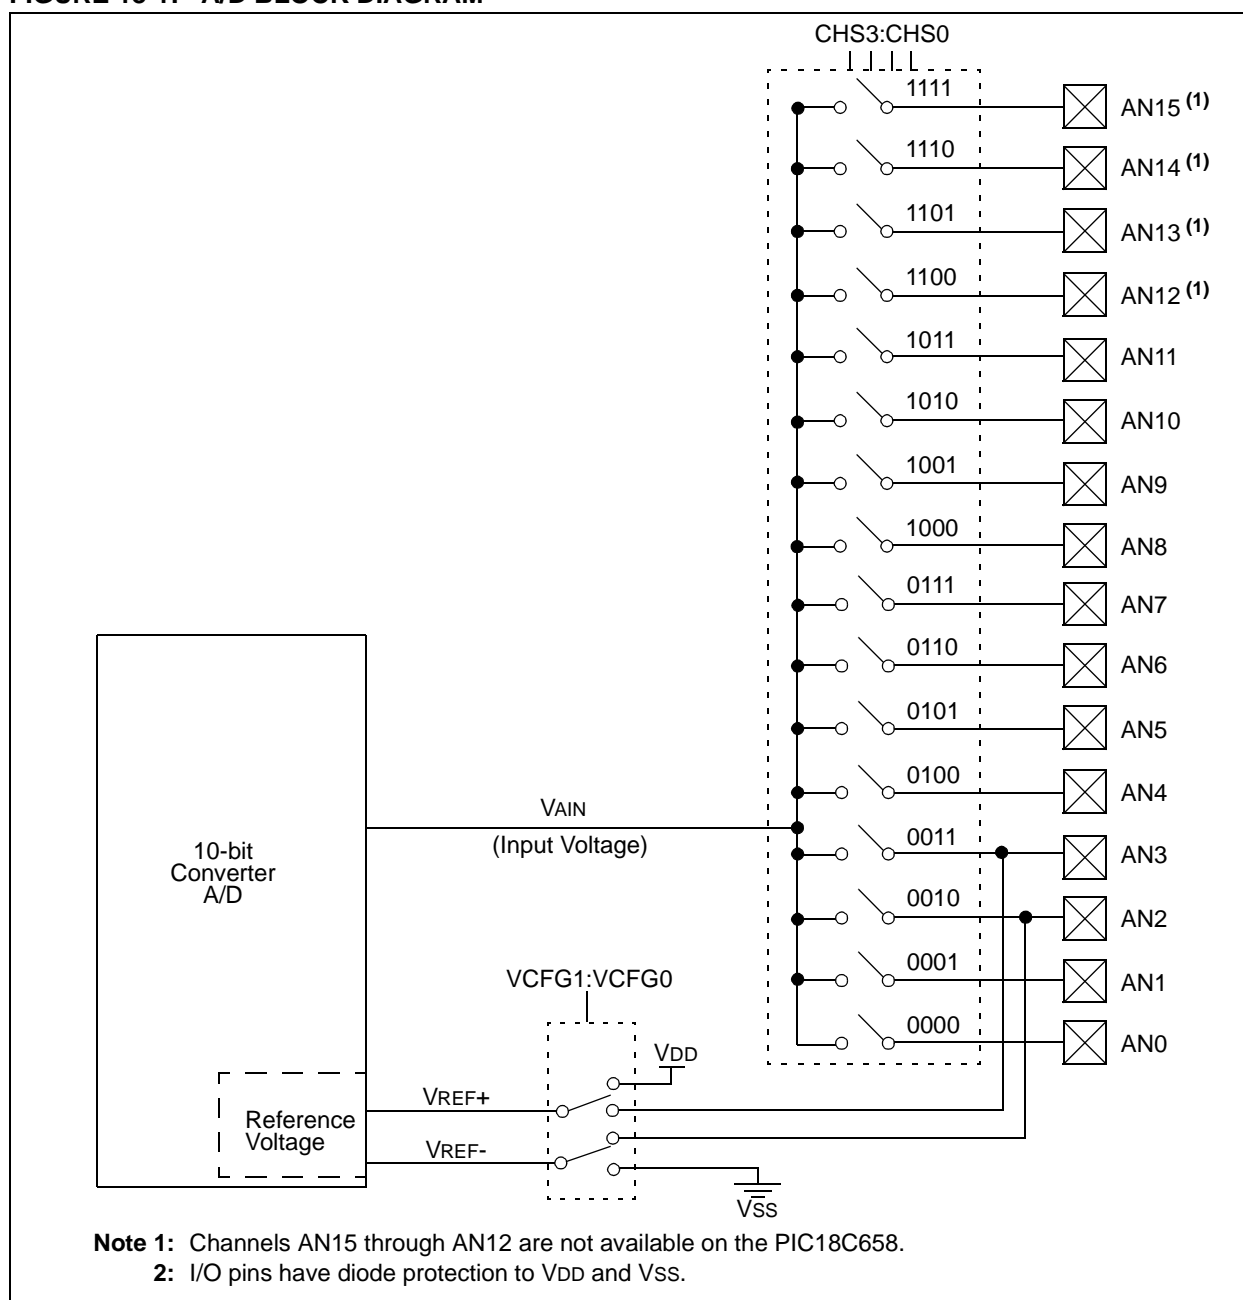 CHS3:CHS0
1111
AN15 (1)
1110
AN14 (1)
1101
AN13 (1)
1100
AN12 (1)
1011
AN11
1010
AN10
1001
AN9
1000
AN8
0111
AN7
0110
AN6
0101
AN5
0100
AN4
VAIN
(Input Voltage)
0011
AN3
10-bit
Converter
A/D
0010
AN2
0001
AN1
VCFG1:VCFG0
0000
AN0
VDD
VREF+
Reference
Voltage
VREF-
VSS
Note 1: Channels AN15 through AN12 are not available on the PIC18C658.
2: I/O pins have diode protection to VDD and VSS.